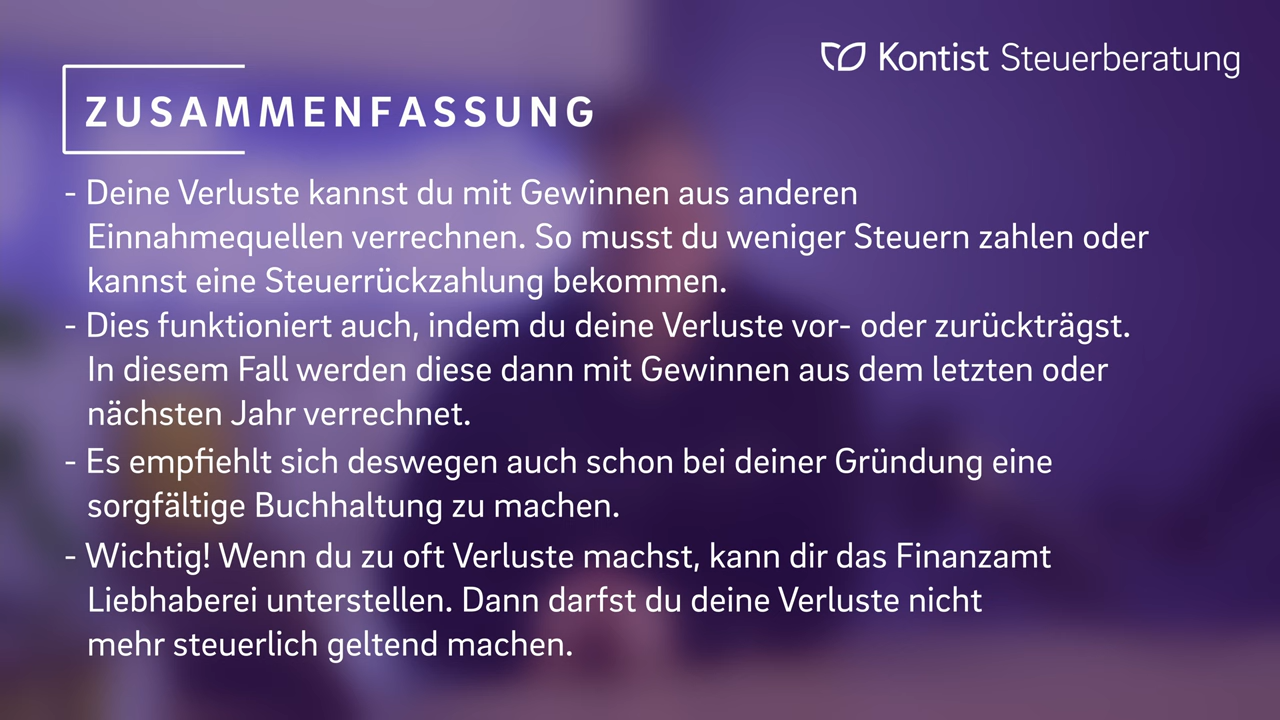 Kontist Steuerberatung
ZUSAMMENFASSUNG
- Deine Verluste kannst du mit Gewinnen aus anderen
Einnahmequellen verrechnen. So musst du weniger Steuern zahlen oder
kannst eine Steuerrückzahlung bekommen.
- Dies funktioniert auch, indem du deine Verluste vor- oder zurückträgst.
In diesem Fall werden diese dann mit Gewinnen aus dem letzten oder
nächsten Jahr verrechnet.
- Es empfiehlt sich deswegen auch schon bei deiner Gründung eine
sorgfältige Buchhaltung zu machen.
- Wichtig! Wenn du zu oft Verluste machst, kann dir das Finanzamt
Liebhaberei unterstellen. Dann darfst du deine Verluste nicht
mehr steuerlich geltend machen.